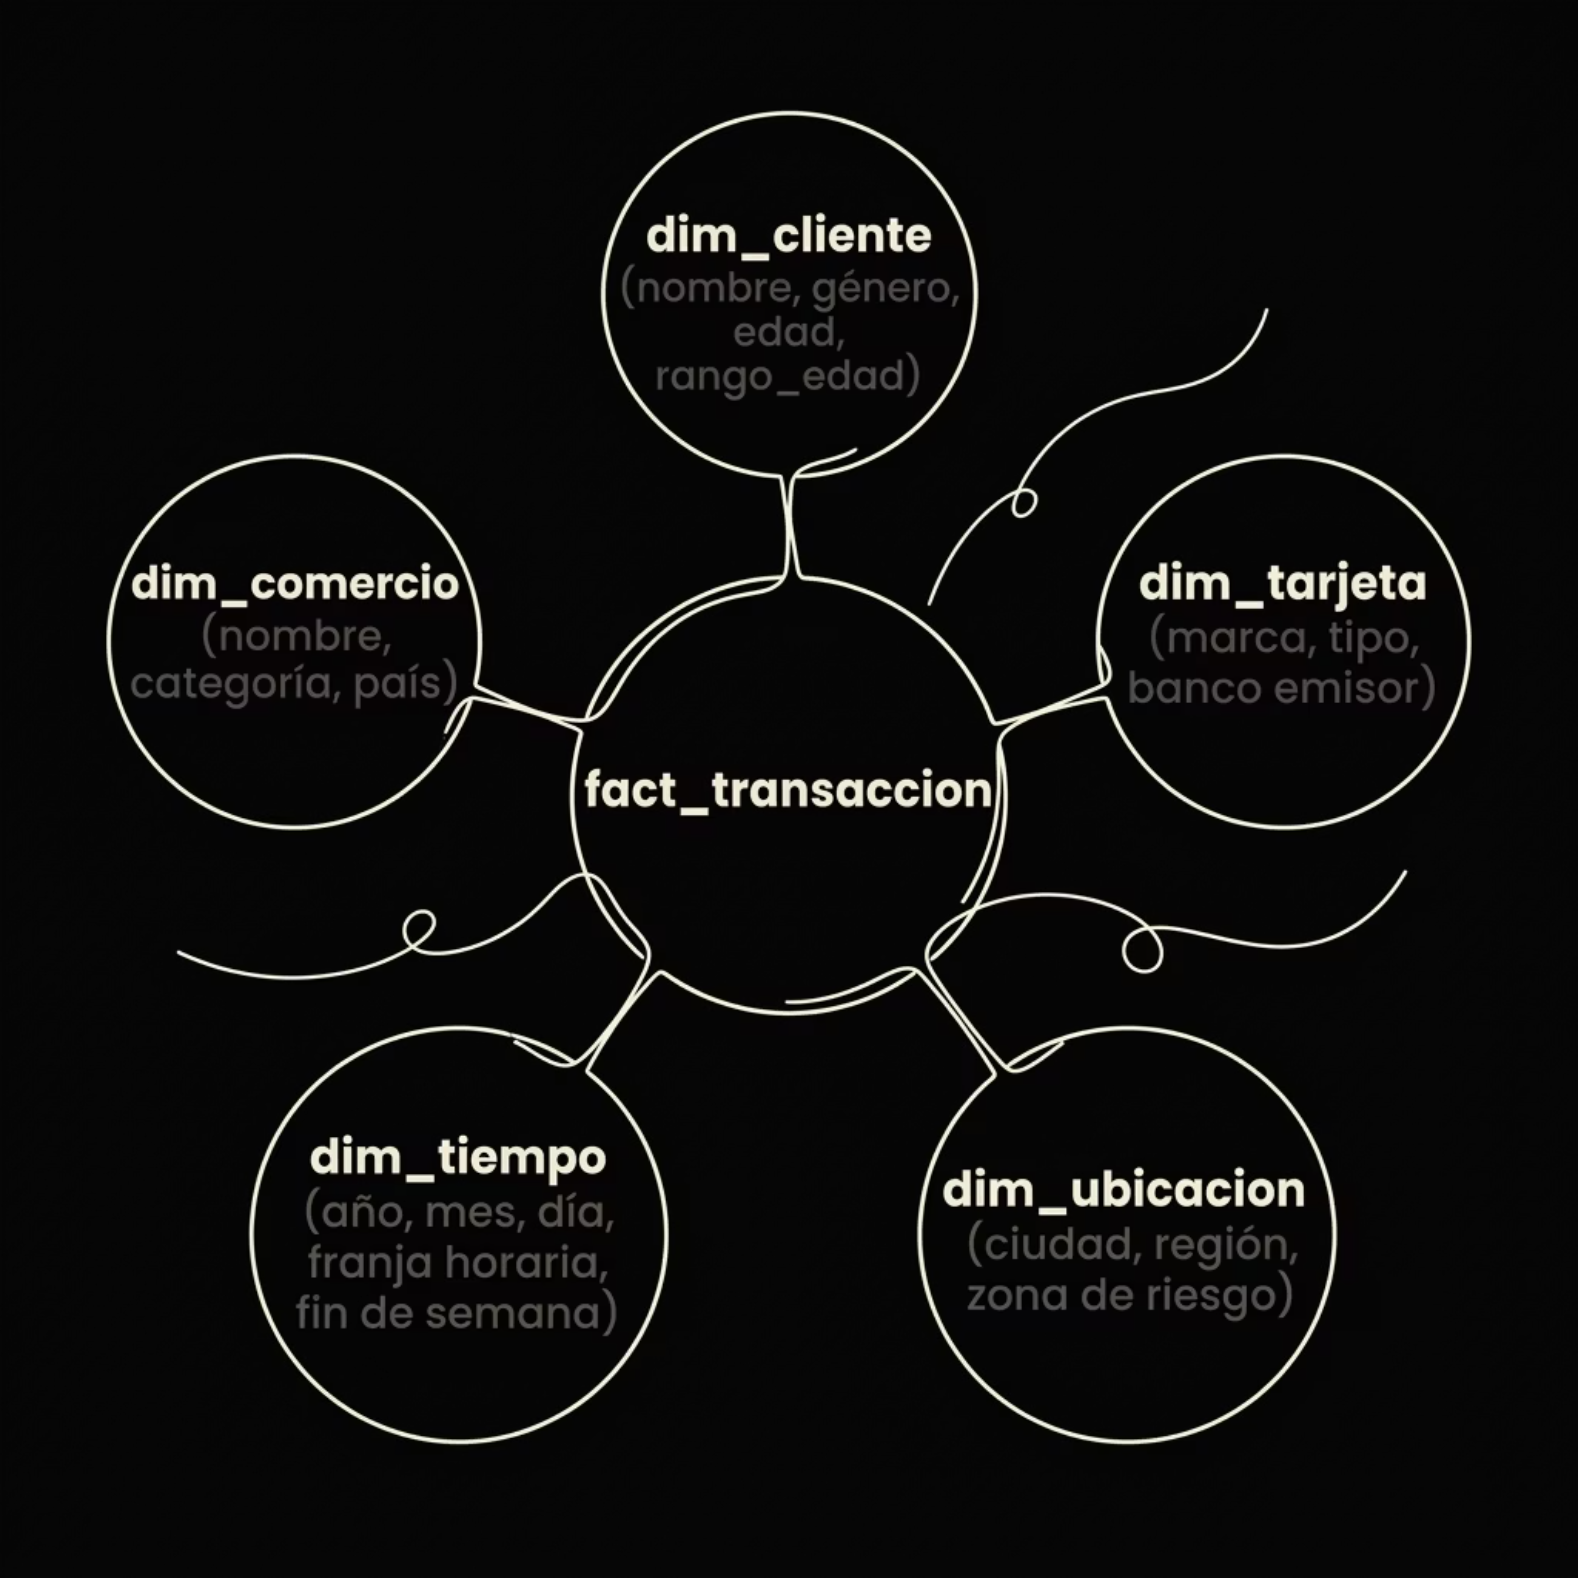 dim_cliente
(nombre, género,
edad,
rango_edad)
dim_comercio
(nombre,
categoría, país)
dim_tarjeta
(marca, tipo,
banco emisor)
fact_transaccion
dim_tiempo
(año, mes, día,
franja horaria,
fin de semana)
dim_ubicacion
(ciudad, región,
zona de riesgo)